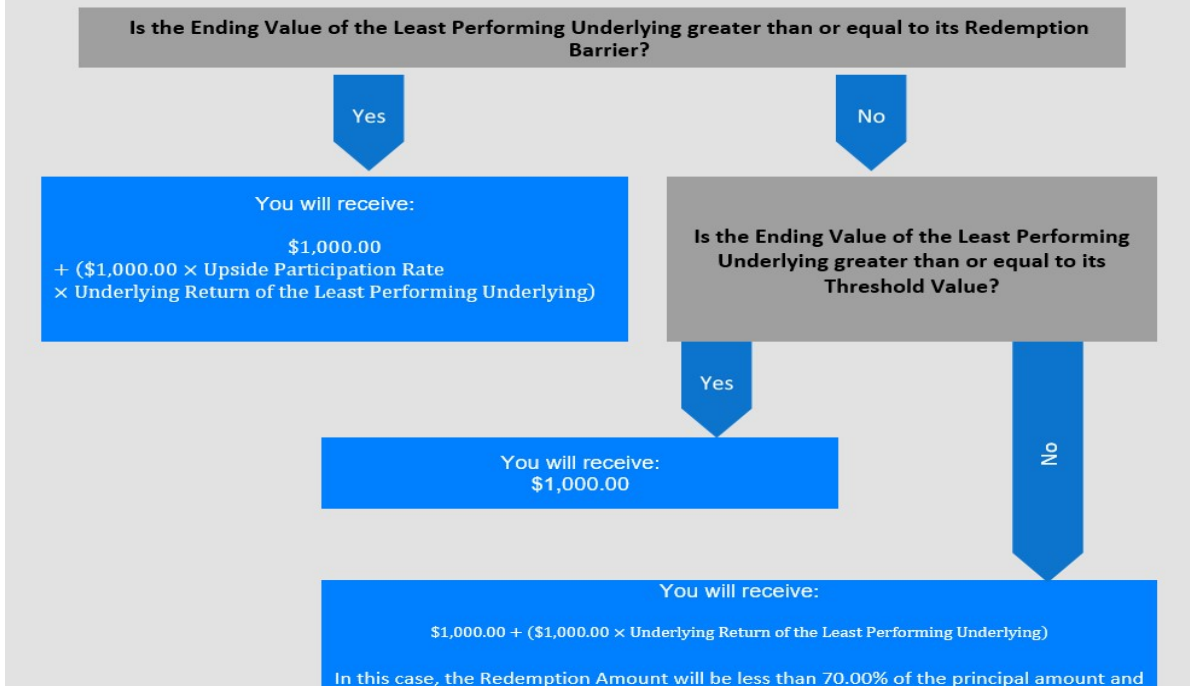 Is the Ending Value of the Least Performing Underlying greater than or equal to its Redemption
Barrier?
Yes
No
You will receive:
$1,000.00
+ ($1,000.00 × Upside Participation Rate
× Underlying Return of the Least Performing Underlying)
Is the Ending Value of the Least Performing
Underlying greater than or equal to its
Threshold Value?
Yes
No
You will receive:
$1,000.00
You will receive:
$1,000.00 + ($1,000.00 × Underlying Return of the Least Performing Underlying)
In this case, the Redemption Amount will be less than 70.00% of the principal amount and